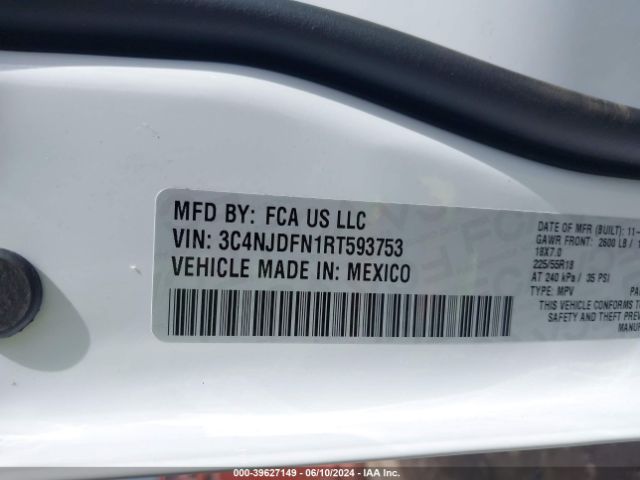 MFD BY: FCA US LLC
VIN: 3C4NJDFN1RT593753
VEHICLE MADE IN: MEXICO
DATE OF MFR (BUILT): 11-
GAWR FRONT: 2600 LB /
18X7.0
225/55R18
AT 240 kPa / 35 PSI
TYPE: MPV
THIS VEHICLE CONFORMS
SAFETY AND THEFT
000-39627149 - 06/10/2024 - IAA, Inc.